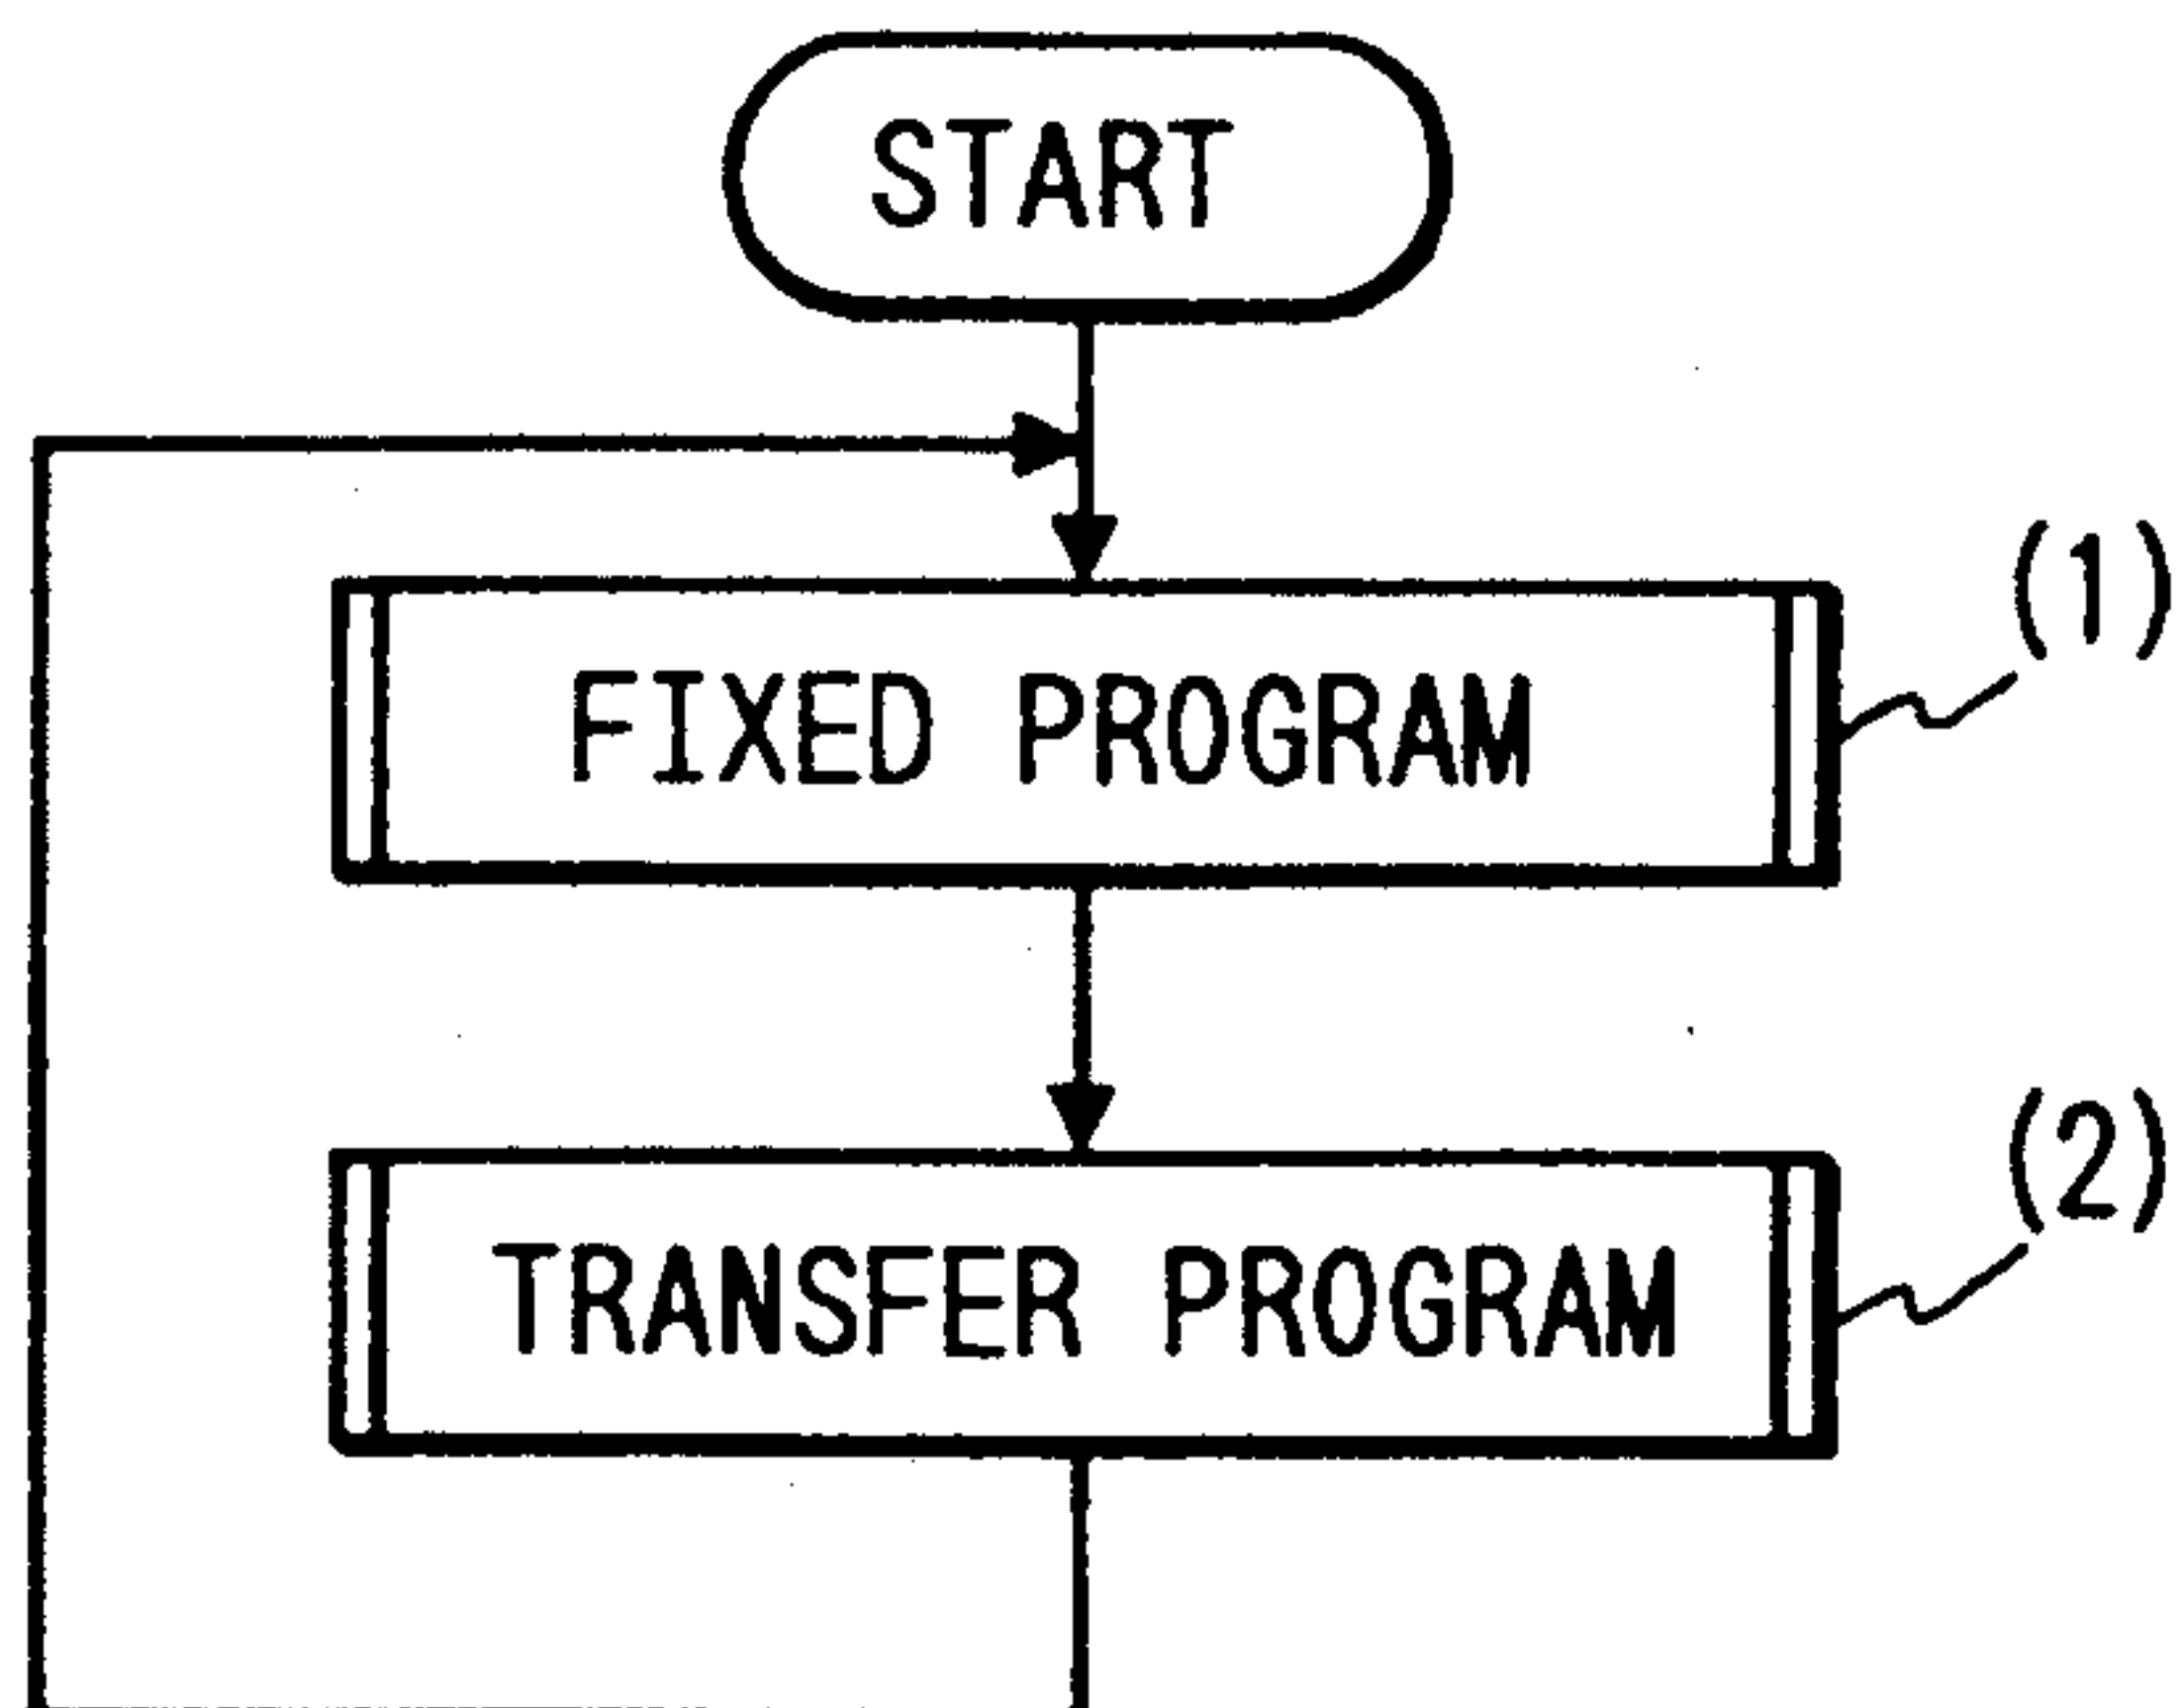 START
(1)
FIXED PROGRAM
(2)
TRANSFER PROGRAM